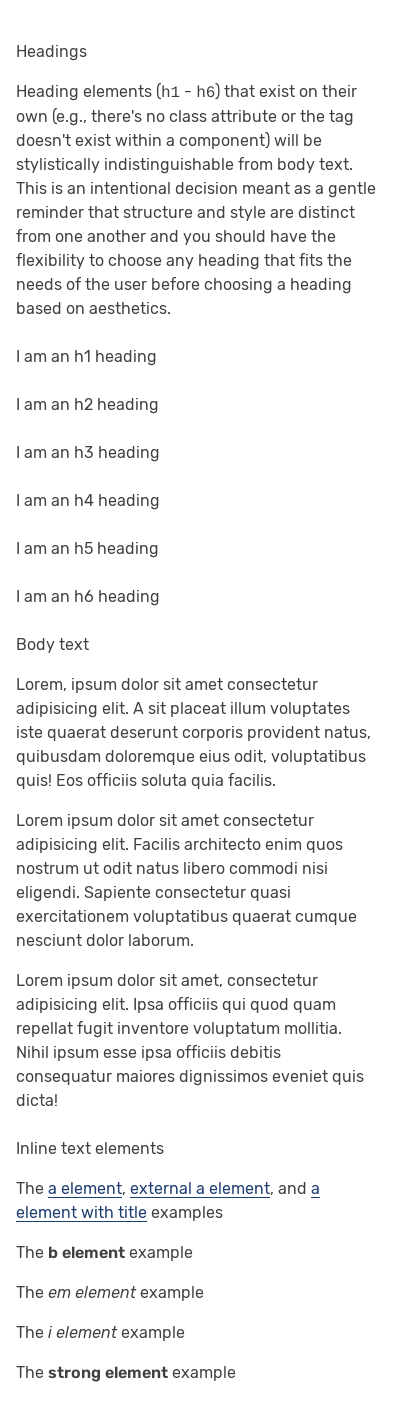 Headings
Heading elements (h1 - h6) that exist on their
own (e.g., there's no class attribute or the tag
doesn't exist within a component) will be
stylistically indistinguishable from body text.
This is an intentional decision meant as a gentle
reminder that structure and style are distinct
from one another and you should have the
flexibility to choose any heading that fits the
needs of the user before choosing a heading
based on aesthetics.
I am an h1 heading
I am an h2 heading
I am an h3 heading
I am an h4 heading
I am an h5 heading
I am an h6 heading
Body text
Lorem, ipsum dolor sit amet consectetur
adipisicing elit. A sit placeat illum voluptates
iste quaerat deserunt corporis provident natus,
quibusdam doloremque eius odit, voluptatibus
quis! Eos officiis soluta quia facilis.
Lorem ipsum dolor sit amet consectetur
adipisicing elit. Facilis architecto enim quos
nostrum ut odit natus libero commodi nisi
eligendi. Sapiente consectetur quasi
exercitationem voluptatibus quaerat cumque
nesciunt dolor laborum.
Lorem ipsum dolor sit amet, consectetur
adipisicing elit. Ipsa officiis qui quod quam
repellat fugit inventore voluptatum mollitia.
Nihil ipsum esse ipsa officiis debitis
consequatur maiores dignissimos eveniet quis
dicta!
Inline text elements
The a element, external a element, and a
element with title examples
The b element example
The em element example
The i element example
The strong element example